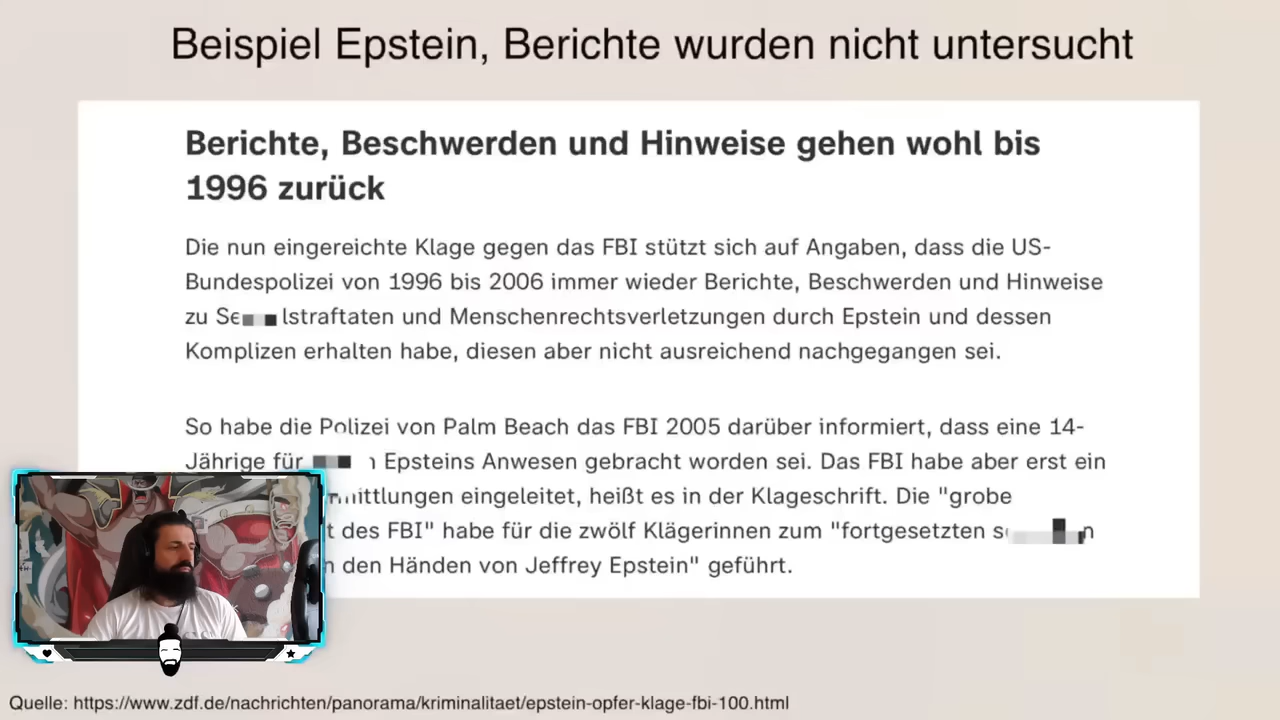 Beispiel Epstein, Berichte wurden nicht untersucht
Berichte, Beschwerden und Hinweise gehen wohl bis
1996 zurück
Die nun eingereichte Klage gegen das FBI stützt sich auf Angaben, dass die US-
Bundespolizei von 1996 bis 2006 immer wieder Berichte, Beschwerden und Hinweise
zu Se lstraftaten und Menschenrechtsverletzungen durch Epstein und dessen
Komplizen erhalten habe, diesen aber nicht ausreichend nachgegangen sei.
So habe die Polizei von Palm Beach das FBI 2005 darüber informiert, dass eine 14-
Jährige für Epsteins Anwesen gebracht worden sei. Das FBI habe aber erst ein
mittlungen eingeleitet, heißt es in der Klageschrift. Die "grobe
t des FBI" habe für die zwölf Klägerinnen zum "fortgesetzten
n den Händen von Jeffrey Epstein" geführt.
Quelle: https://www.zdf.de/nachrichten/panorama/kriminalitaet/epstein-opfer-klage-fbi-100.html